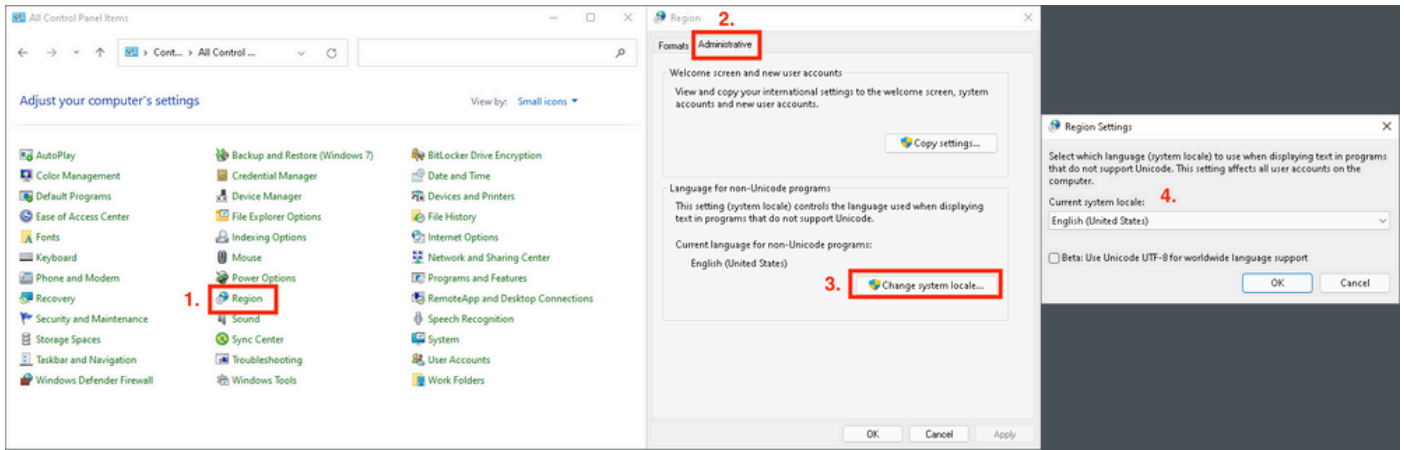 All Control Panel Items
Cont... > All Control ...
Adjust your computer's settings
View by: Small icons
AutoPlay
Backup and Restore (Windows 7)
BitLocker Drive Encryption
Color Management
Credential Manager
Date and Time
Default Programs
Device Manager
Devices and Printers
Ease of Access Center
File Explorer Options
File History
Fonts
Indexing Options
Internet Options
Keyboard
Mouse
Network and Sharing Center
Phone and Modem
Power Options
Programs and Features
Recovery
1.
Region
RemoteApp and Desktop Connections
Security and Maintenance
Sound
Speech Recognition
Storage Spaces
Sync Center
System
Taskbar and Navigation
Troubleshooting
User Accounts
Windows Defender Firewall
Windows Tools
Work Folders
Region
2.
Formats
Administrative
Welcome screen and new user accounts
View and copy your international settings to the welcome screen, system
accounts and new user accounts.
Copy settings...
Language for non-Unicode programs
This setting (system locale) controls the language used when displaying
text in programs that do not support Unicode.
Current language for non-Unicode programs:
English (United States)
3.
Change system locale...
OK
Cancel
Apply
Region Settings
Select which language (system locale) to use when displaying text in programs
that do not support Unicode. This setting affects all user accounts on the
computer.
4.
Current system locale:
English (United States)
Beta: Use Unicode UTF-8 for worldwide language support
OK
Cancel